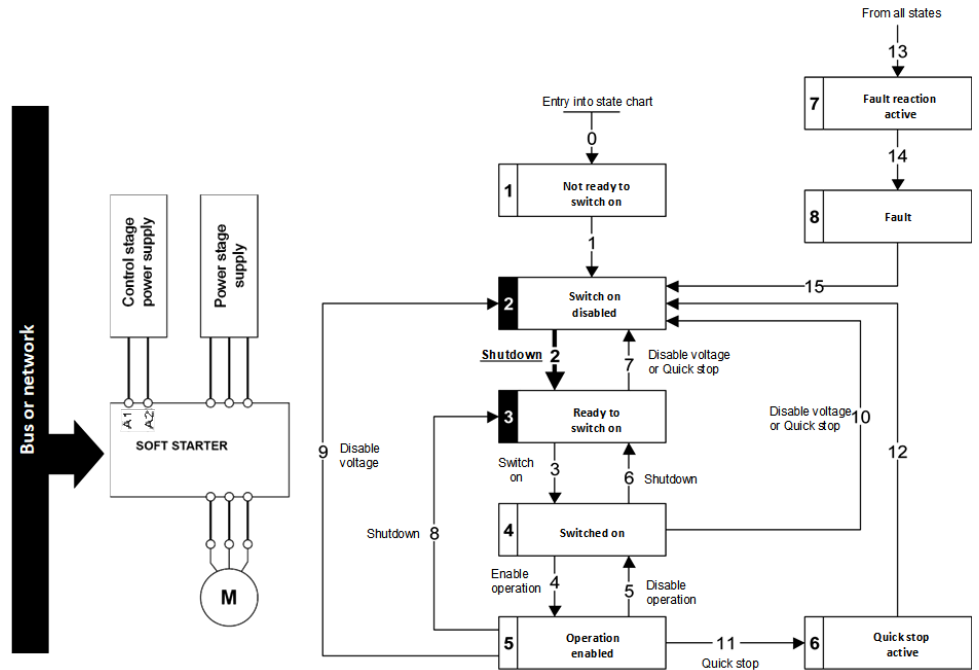 From all states
13
7
Fault reaction
active
14
8
Fault
15
Entry into state chart
0
1
Not ready to
switch on
1
2
Switch on
disabled
Shutdown 2
7
Disable voltage
or Quick stop
3
Ready to
switch on
Switch
on
3
6
Shutdown
4
Switched on
Enable
operation
4
5
Disable
operation
5
Operation
enabled
11
Quick stop
6
Quick stop
active
Disable voltage
or Quick stop
10
12
9
Disable
voltage
Shutdown
8
Bus or network
Control stage
power supply
Power stage
supply
A1
A2
SOFT STARTER
M